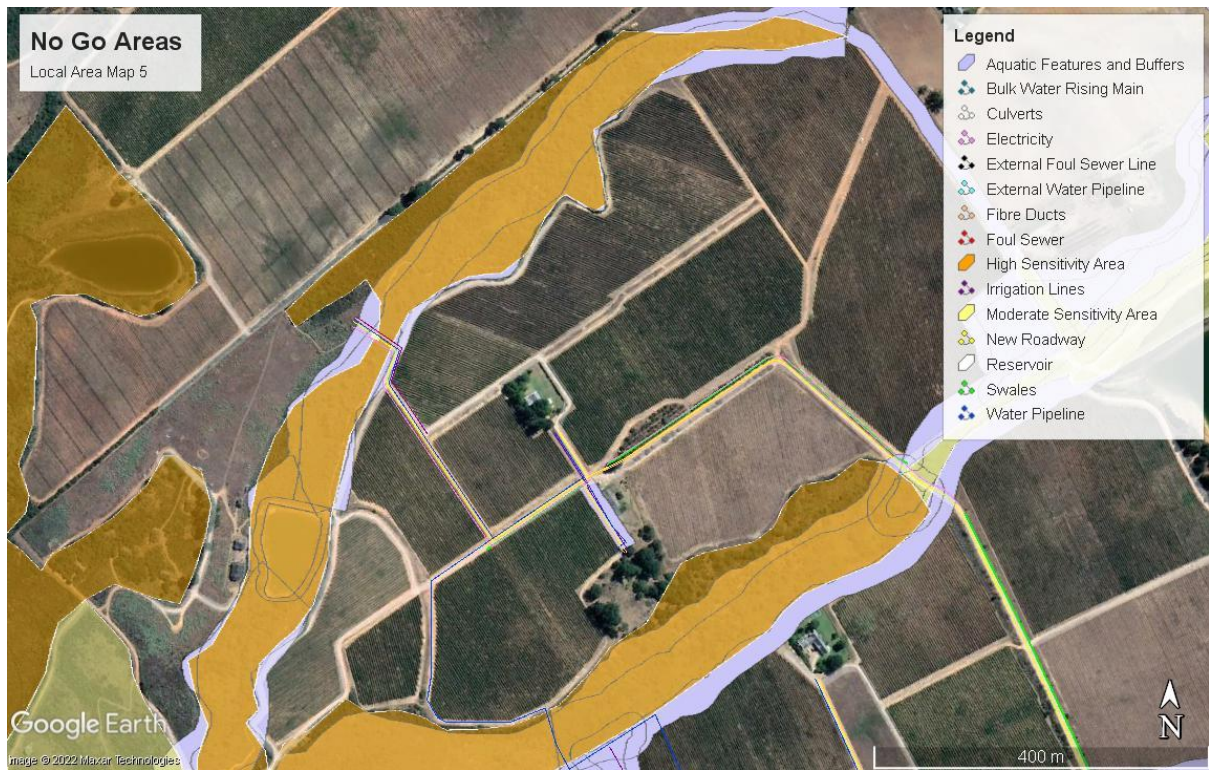 No Go Areas
Local Area Map 5
Legend
Aquatic Features and Buffers
Bulk Water Rising Main
Culverts
Electricity
External Foul Sewer Line
External Water Pipeline
Fibre Ducts
Foul Sewer
High Sensitivity Area
Irrigation Lines
Moderate Sensitivity Area
New Roadway
Reservoir
Swales
Water Pipeline
N
400 m
Google Earth
Image © 2022 Maxar Technologies